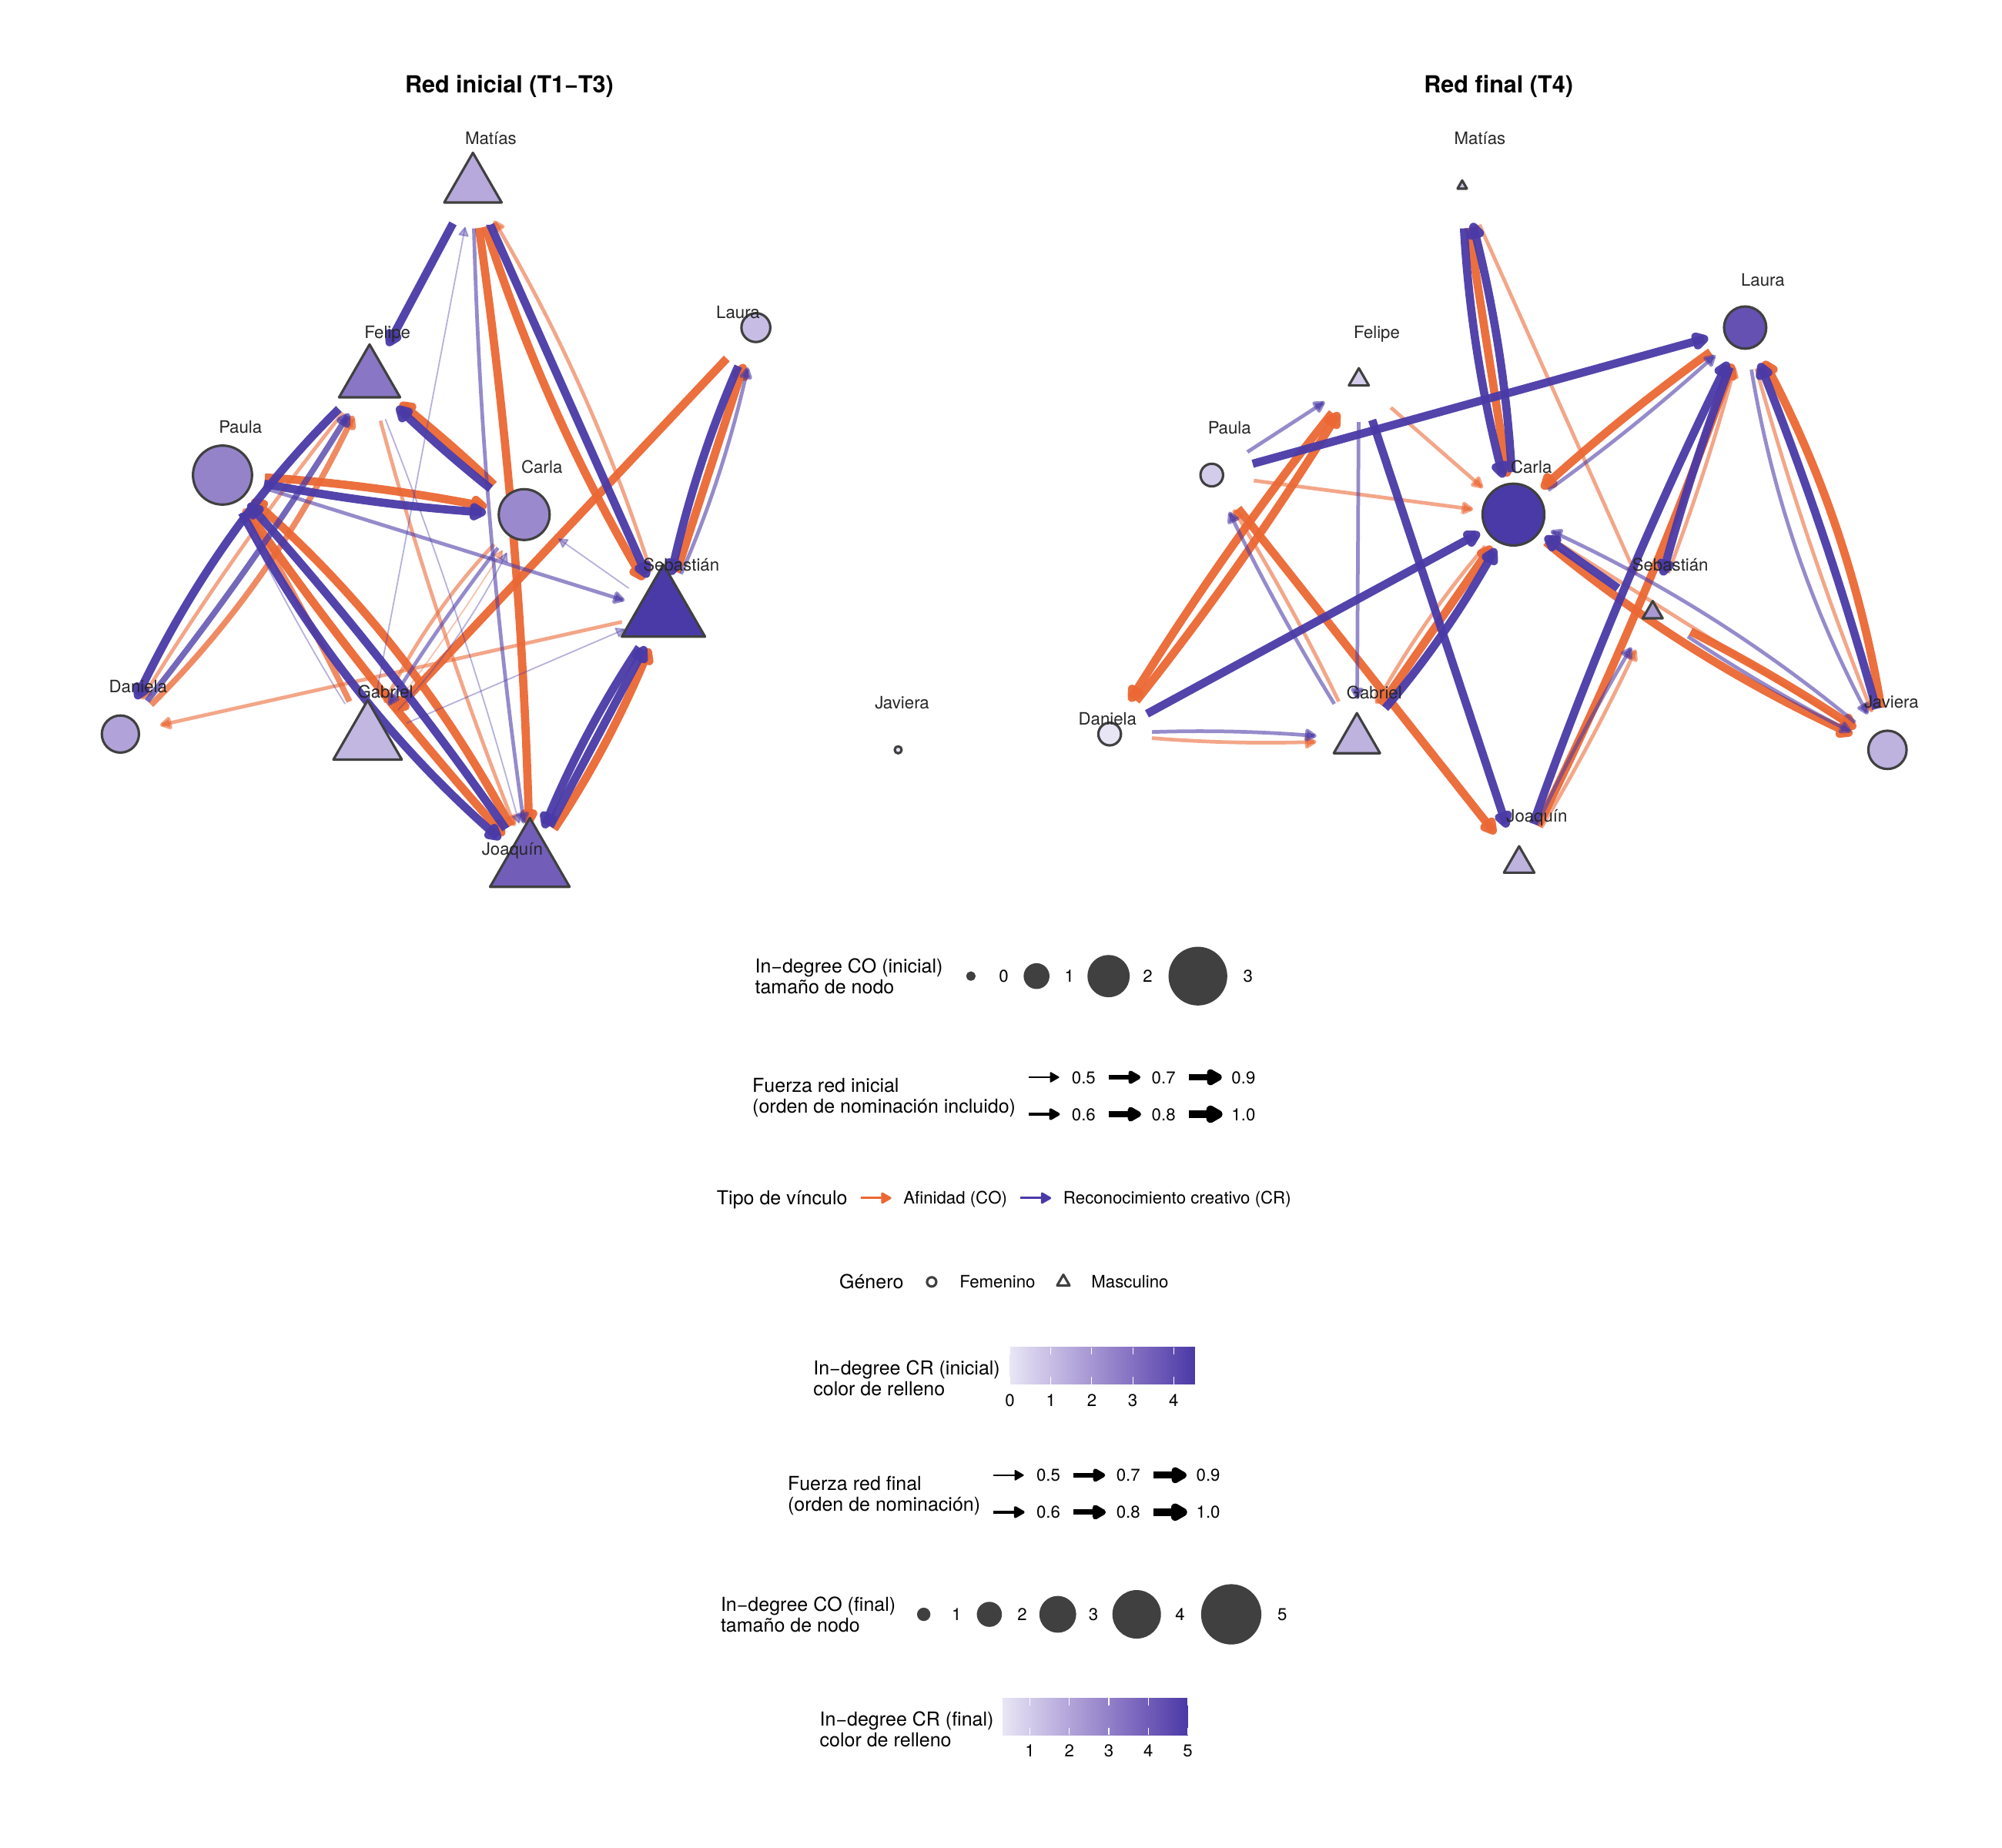 Red inicial (T1−T3)
Red final (T4)
Matías
Laura
Felipe
Paula
Carla
Sebastián
Daniela
Gabriel
Javiera
Joaquín
Matías
Laura
Felipe
Paula
Carla
Sebastián
Gabriel
Javiera
Daniela
Joaquín
In−degree CO (inicial)
tamaño de nodo
0 1 2 3
Fuerza red inicial
(orden de nominación incluido)
0.5 0.7 0.9
0.6 0.8 1.0
Tipo de vínculo Afinidad (CO) Reconocimiento creativo (CR)
Género Femenino Masculino
In−degree CR (inicial)
color de relleno
0 1 2 3 4
Fuerza red final
(orden de nominación)
0.5 0.7 0.9
0.6 0.8 1.0
In−degree CO (final)
tamaño de nodo
1 2 3 4 5
In−degree CR (final)
color de relleno
1 2 3 4 5